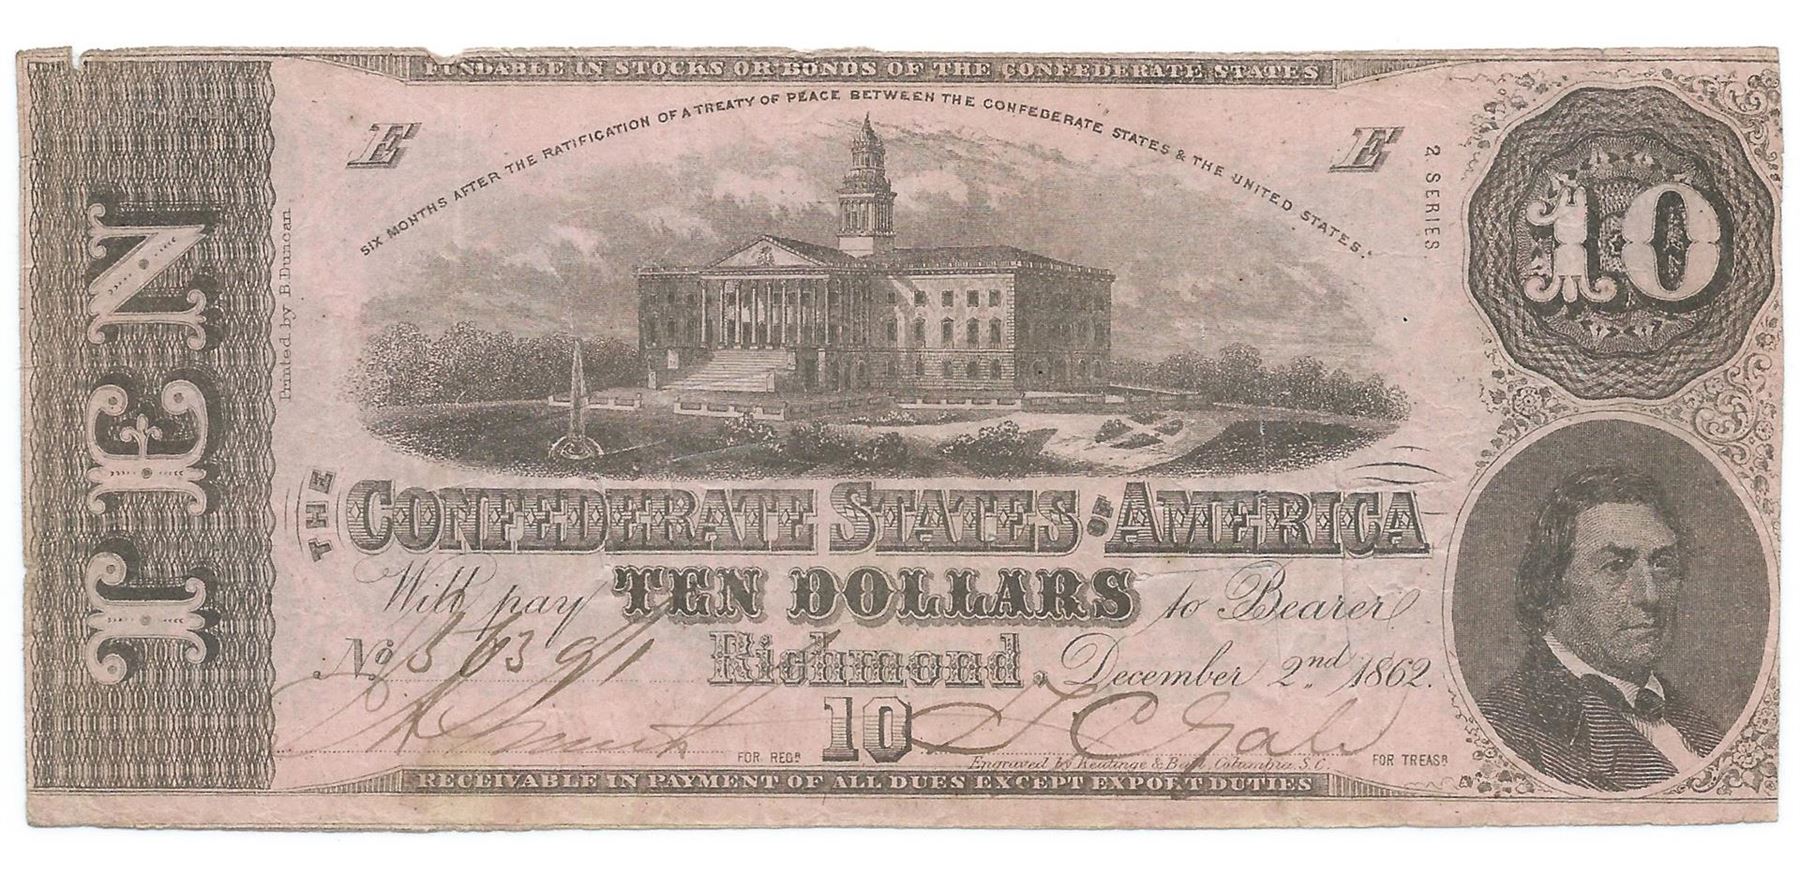 FUNDABLE IN STOCKS OR BONDS OF THE CONFEDERATE STATES
SIX MONTHS AFTER THE RATIFICATION OF A TREATY OF PEACE BETWEEN THE CONFEDERATE STATES & THE UNITED STATES.
E
E
2 SERIES
10
TEN
Printed by B. Duncan.
THE CONFEDERATE STATES OF AMERICA
Will pay TEN DOLLARS to Bearer
No.
Richmond, December 2nd 1862.
10
FOR REGR
Engraved by Keatinge & Ball, Columbia, S.C.
FOR TREASR
RECEIVABLE IN PAYMENT OF ALL DUES EXCEPT EXPORT DUTIES